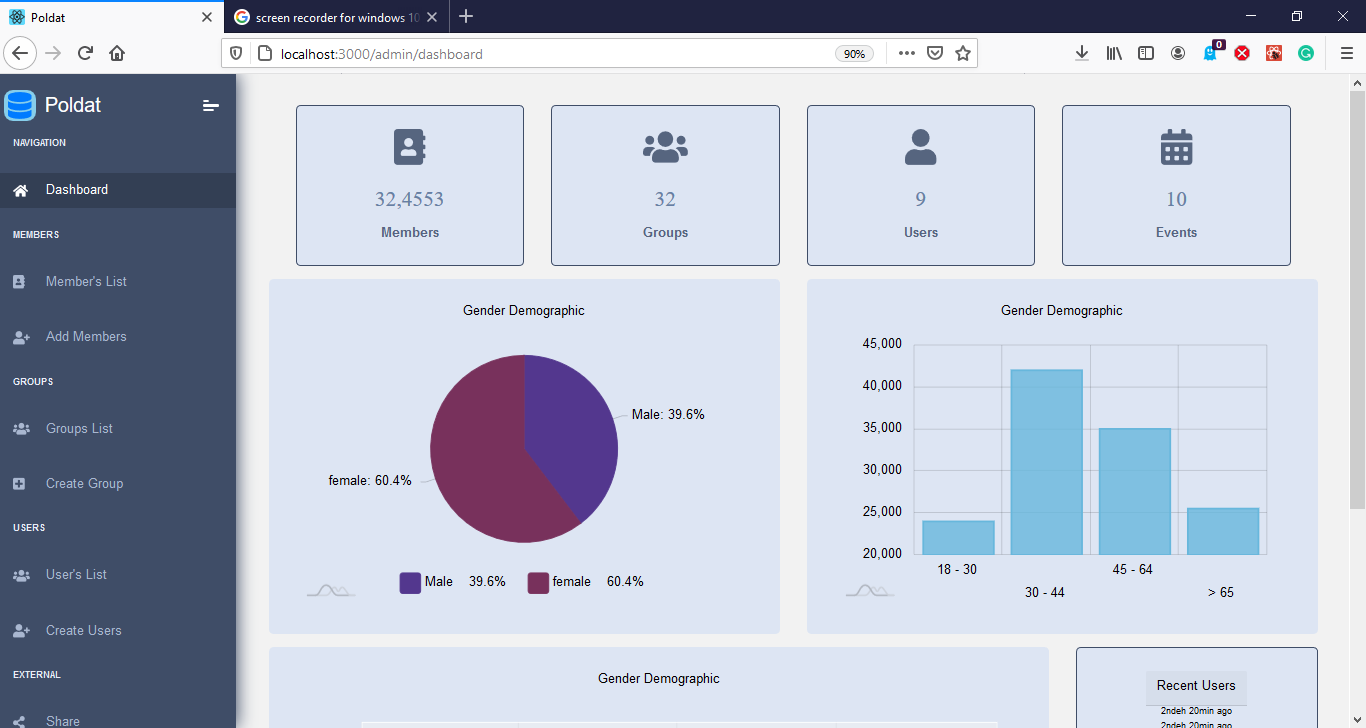 Poldat
screen recorder for windows 10
localhost:3000/admin/dashboard
90%
0
Poldat
NAVIGATION
Dashboard
MEMBERS
Member's List
Add Members
GROUPS
Groups List
Create Group
USERS
User's List
Create Users
EXTERNAL
Share
32,4553
Members
32
Groups
9
Users
10
Events
Gender Demographic
Male: 39.6%
female: 60.4%
Male 39.6% female 60.4%
Gender Demographic
45,000
40,000
35,000
30,000
25,000
20,000
18 - 30
30 - 44
45 - 64
> 65
Gender Demographic
Recent Users
2ndeh 20min ago
2ndeh 20min ago